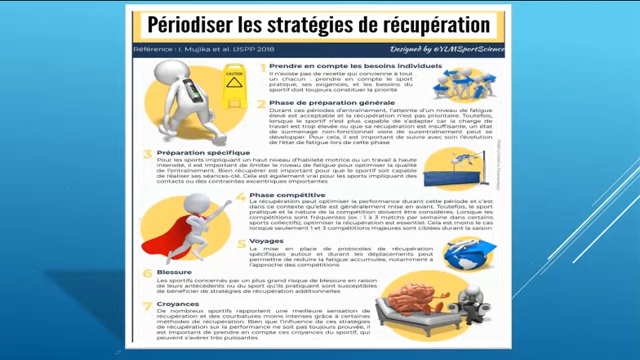 Périodiser les stratégies de récupération
Référence : I. Mujika et al. IJSPP 2018
Designed by @YLMSportScience
CAUTION
1 Prendre en compte les besoins individuels
Il n'existe pas de recette qui convienne à tout
un chacun : prendre en compte le sport
pratiqué, ses exigences, et les besoins du
sportif doit toujours constituer la priorité
2 Phase de préparation générale
Durant ces périodes d'entraînement, l'atteinte d'un niveau de fatigue
élevé est acceptable et la récupération n'est pas prioritaire. Toutefois,
lorsque le sportif n'est plus capable de s'adapter car la charge de
travail est trop élevée ou que sa récupération est insuffisante, un état
de surmenage non-fonctionnel voire de surentraînement peut se
développer. Pour cela, il est important de suivre avec soin l'évolution
de l'état de fatigue lors de cette phase
3 Préparation spécifique
Pour les sports impliquant un haut niveau d'habileté motrice ou un travail à haute
intensité, il est important de limiter le niveau de fatigue pour optimiser la qualité
de l'entraînement. Bien récupérer est important pour que le sportif soit capable
de réaliser ses séances-clé. Cela est également vrai pour les sports impliquant des
contacts ou des contraintes excentriques importantes
4 Phase compétitive
La récupération peut optimiser la performance durant cette période et c'est
dans ce contexte qu'elle est généralement mise en avant. Toutefois, le sport
pratiqué et la nature de la compétition doivent être considérés. Lorsque les
compétitions sont fréquentes (ex : 1 à 3 matchs par semaine dans certains
sports collectifs), optimiser la récupération est essentiel. Cela est moins le cas
lorsque seulement 1 et 3 compétitions majeures sont ciblées durant la saison
5 Voyages
La mise en place de protocoles de récupération
spécifiques autour et durant les déplacements peut
permettre de réduire la fatigue accumulée, notamment à
l'approche des compétitions
6 Blessure
Les sportifs concernés par un plus grand risque de blessure en raison
de leurs antécédents ou du sport qu'ils pratiquent sont susceptibles
de bénéficier de stratégies de récupération additionnelles
7 Croyances
De nombreux sportifs rapportent une meilleure sensation de
récupération et des courbatures moins intenses grâce à certaines
méthodes de récupération. Bien que l'influence de ces stratégies
de récupération sur la performance ne soit pas toujours prouvée, il
est important de prendre en compte ces croyances du sportif, qui
peuvent s'avérer très puissantes